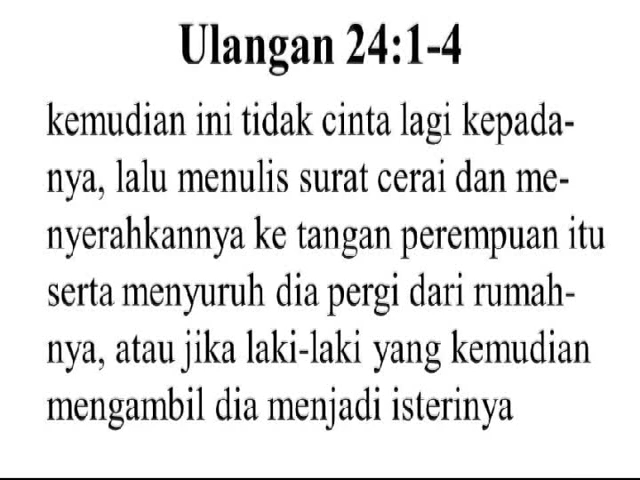 Ulangan 24:1-4
kemudian ini tidak cinta lagi kepada-
nya, lalu menulis surat cerai dan me-
nyerahkannya ke tangan perempuan itu
serta menyuruh dia pergi dari rumah-
nya, atau jika laki-laki yang kemudian
mengambil dia menjadi isterinya